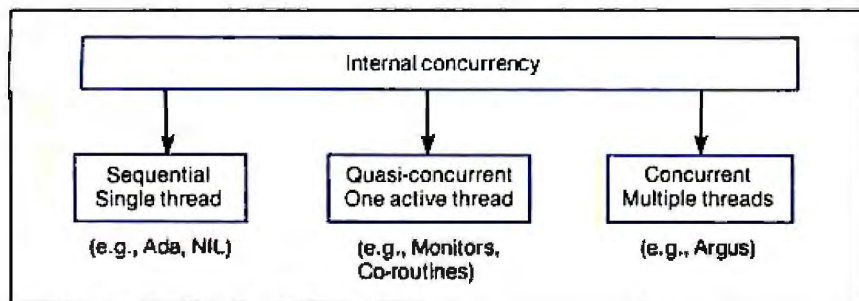 Internal concurrency
Sequential
Single thread
Quasi-concurrent
One active thread
Concurrent
Multiple threads
(e.g., Ada, NIL)
(e.g., Monitors,
Co-routines)
(e.g., Argus)